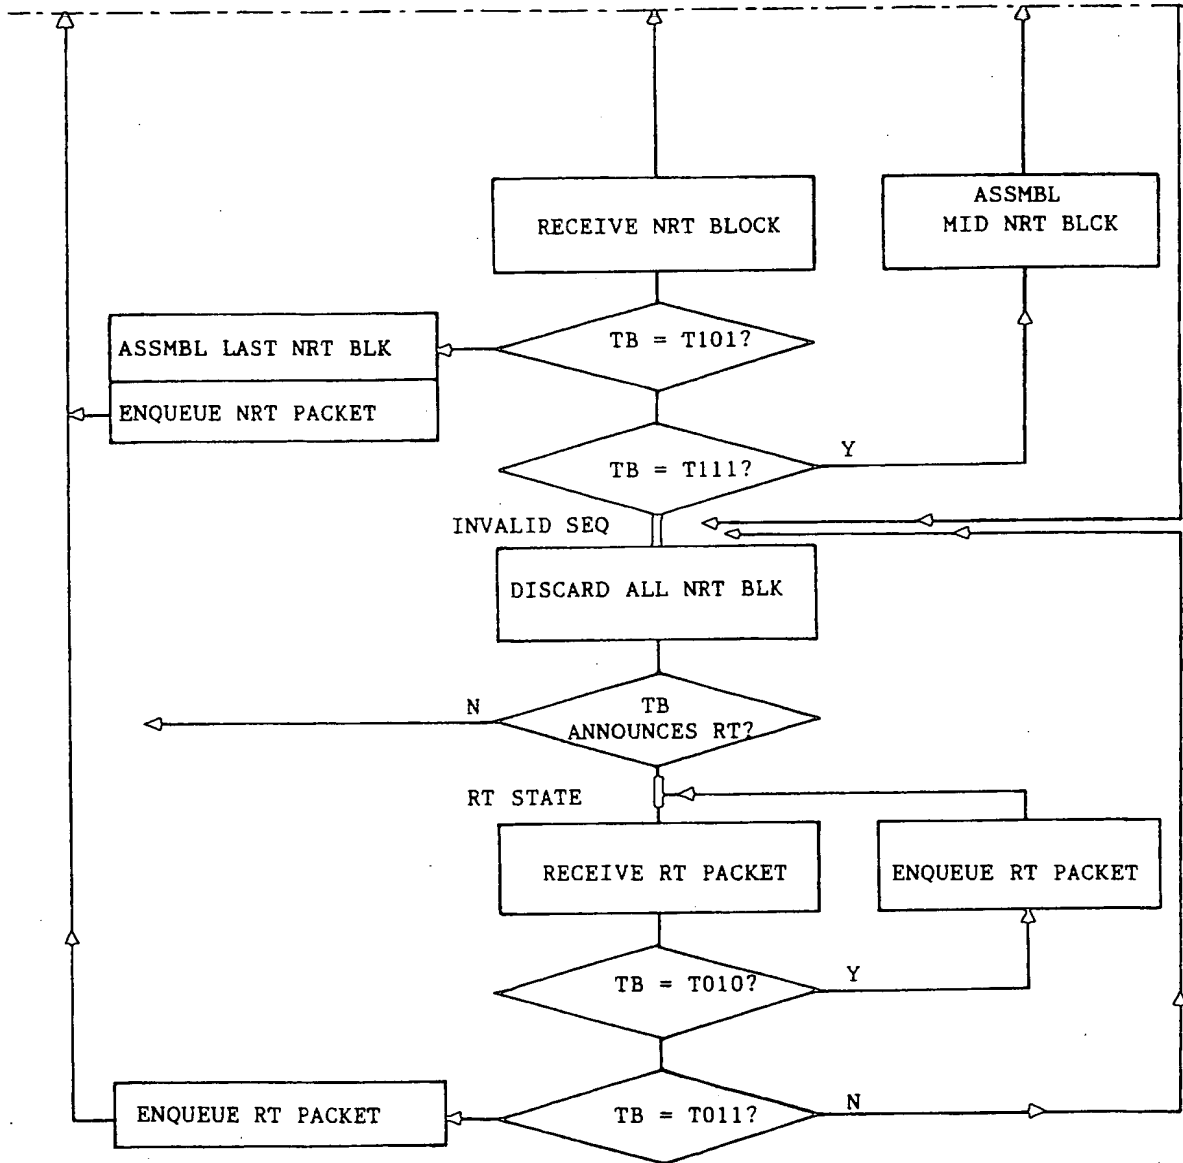 RECEIVE NRT BLOCK
ASSMBL
MID NRT BLCK
TB = T101?
ASSMBL LAST NRT BLK
ENQUEUE NRT PACKET
TB = T111?
Y
INVALID SEQ
DISCARD ALL NRT BLK
N
TB
ANNOUNCES RT?
RT STATE
RECEIVE RT PACKET
ENQUEUE RT PACKET
TB = T010?
Y
ENQUEUE RT PACKET
TB = T011?
N